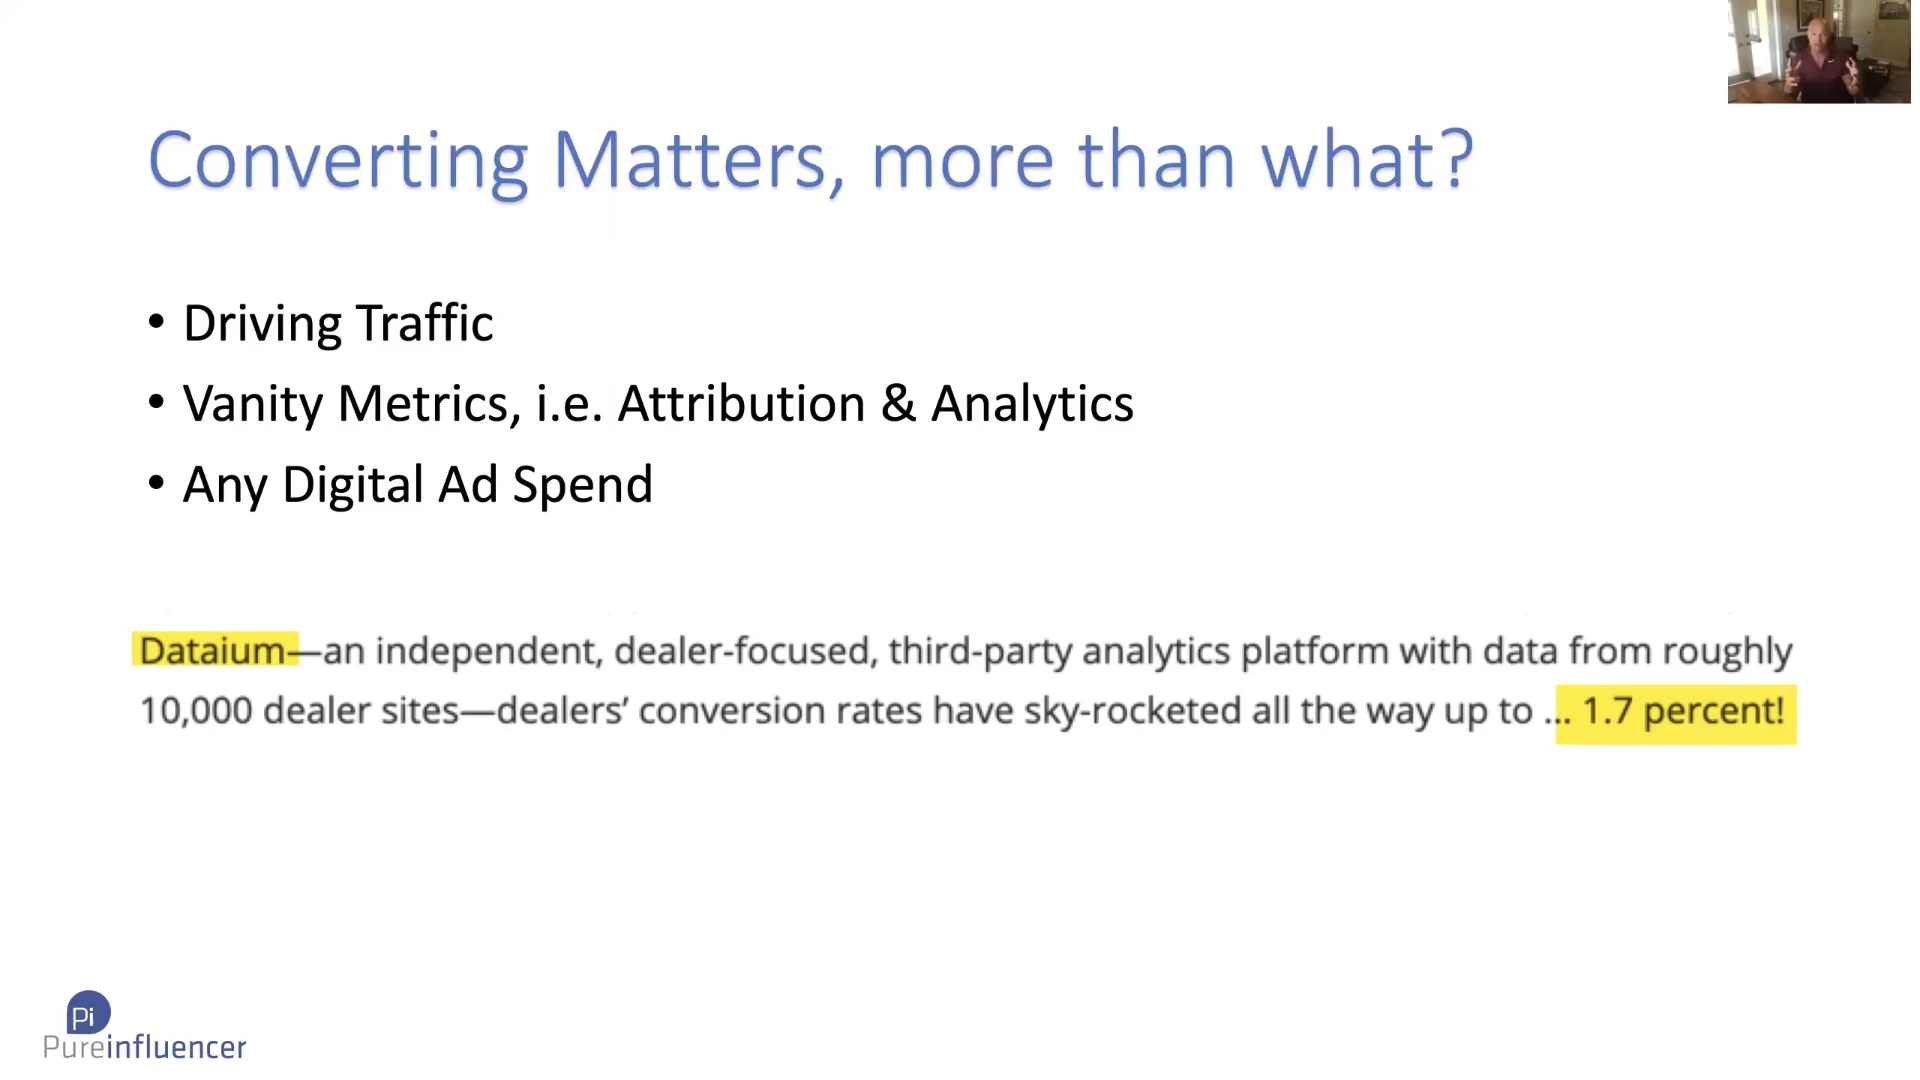 Converting Matters, more than what?
• Driving Traffic
• Vanity Metrics, i.e. Attribution & Analytics
• Any Digital Ad Spend
Dataium—an independent, dealer-focused, third-party analytics platform with data from roughly
10,000 dealer sites—dealers’ conversion rates have sky-rocketed all the way up to ... 1.7 percent!
Pi
Pureinfluencer